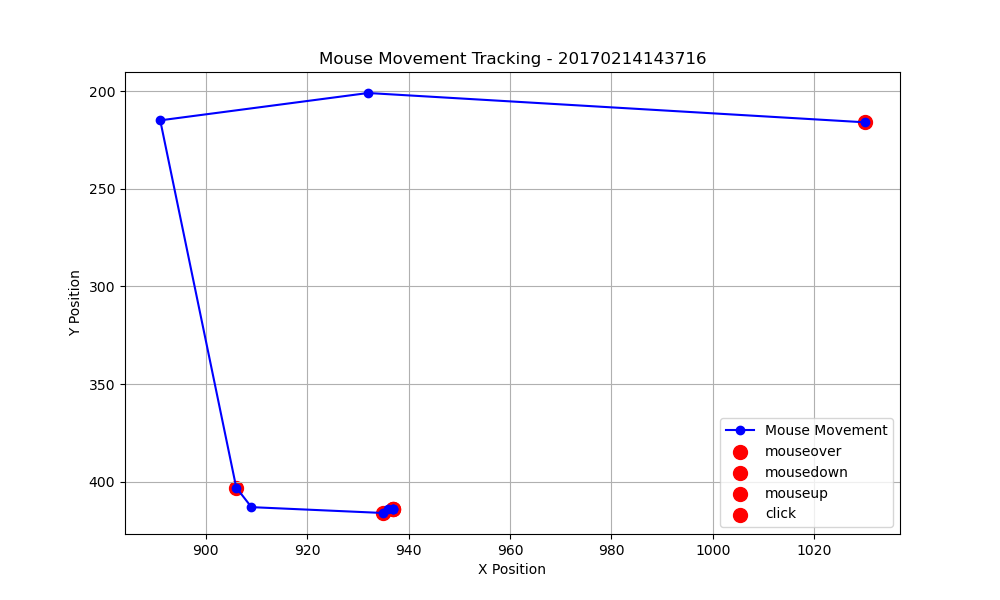 Mouse Movement Tracking - 20170214143716
200
250
300
350
400
Y Position
900
920
940
960
980
1000
1020
X Position
Mouse Movement
mouseover
mousedown
mouseup
click